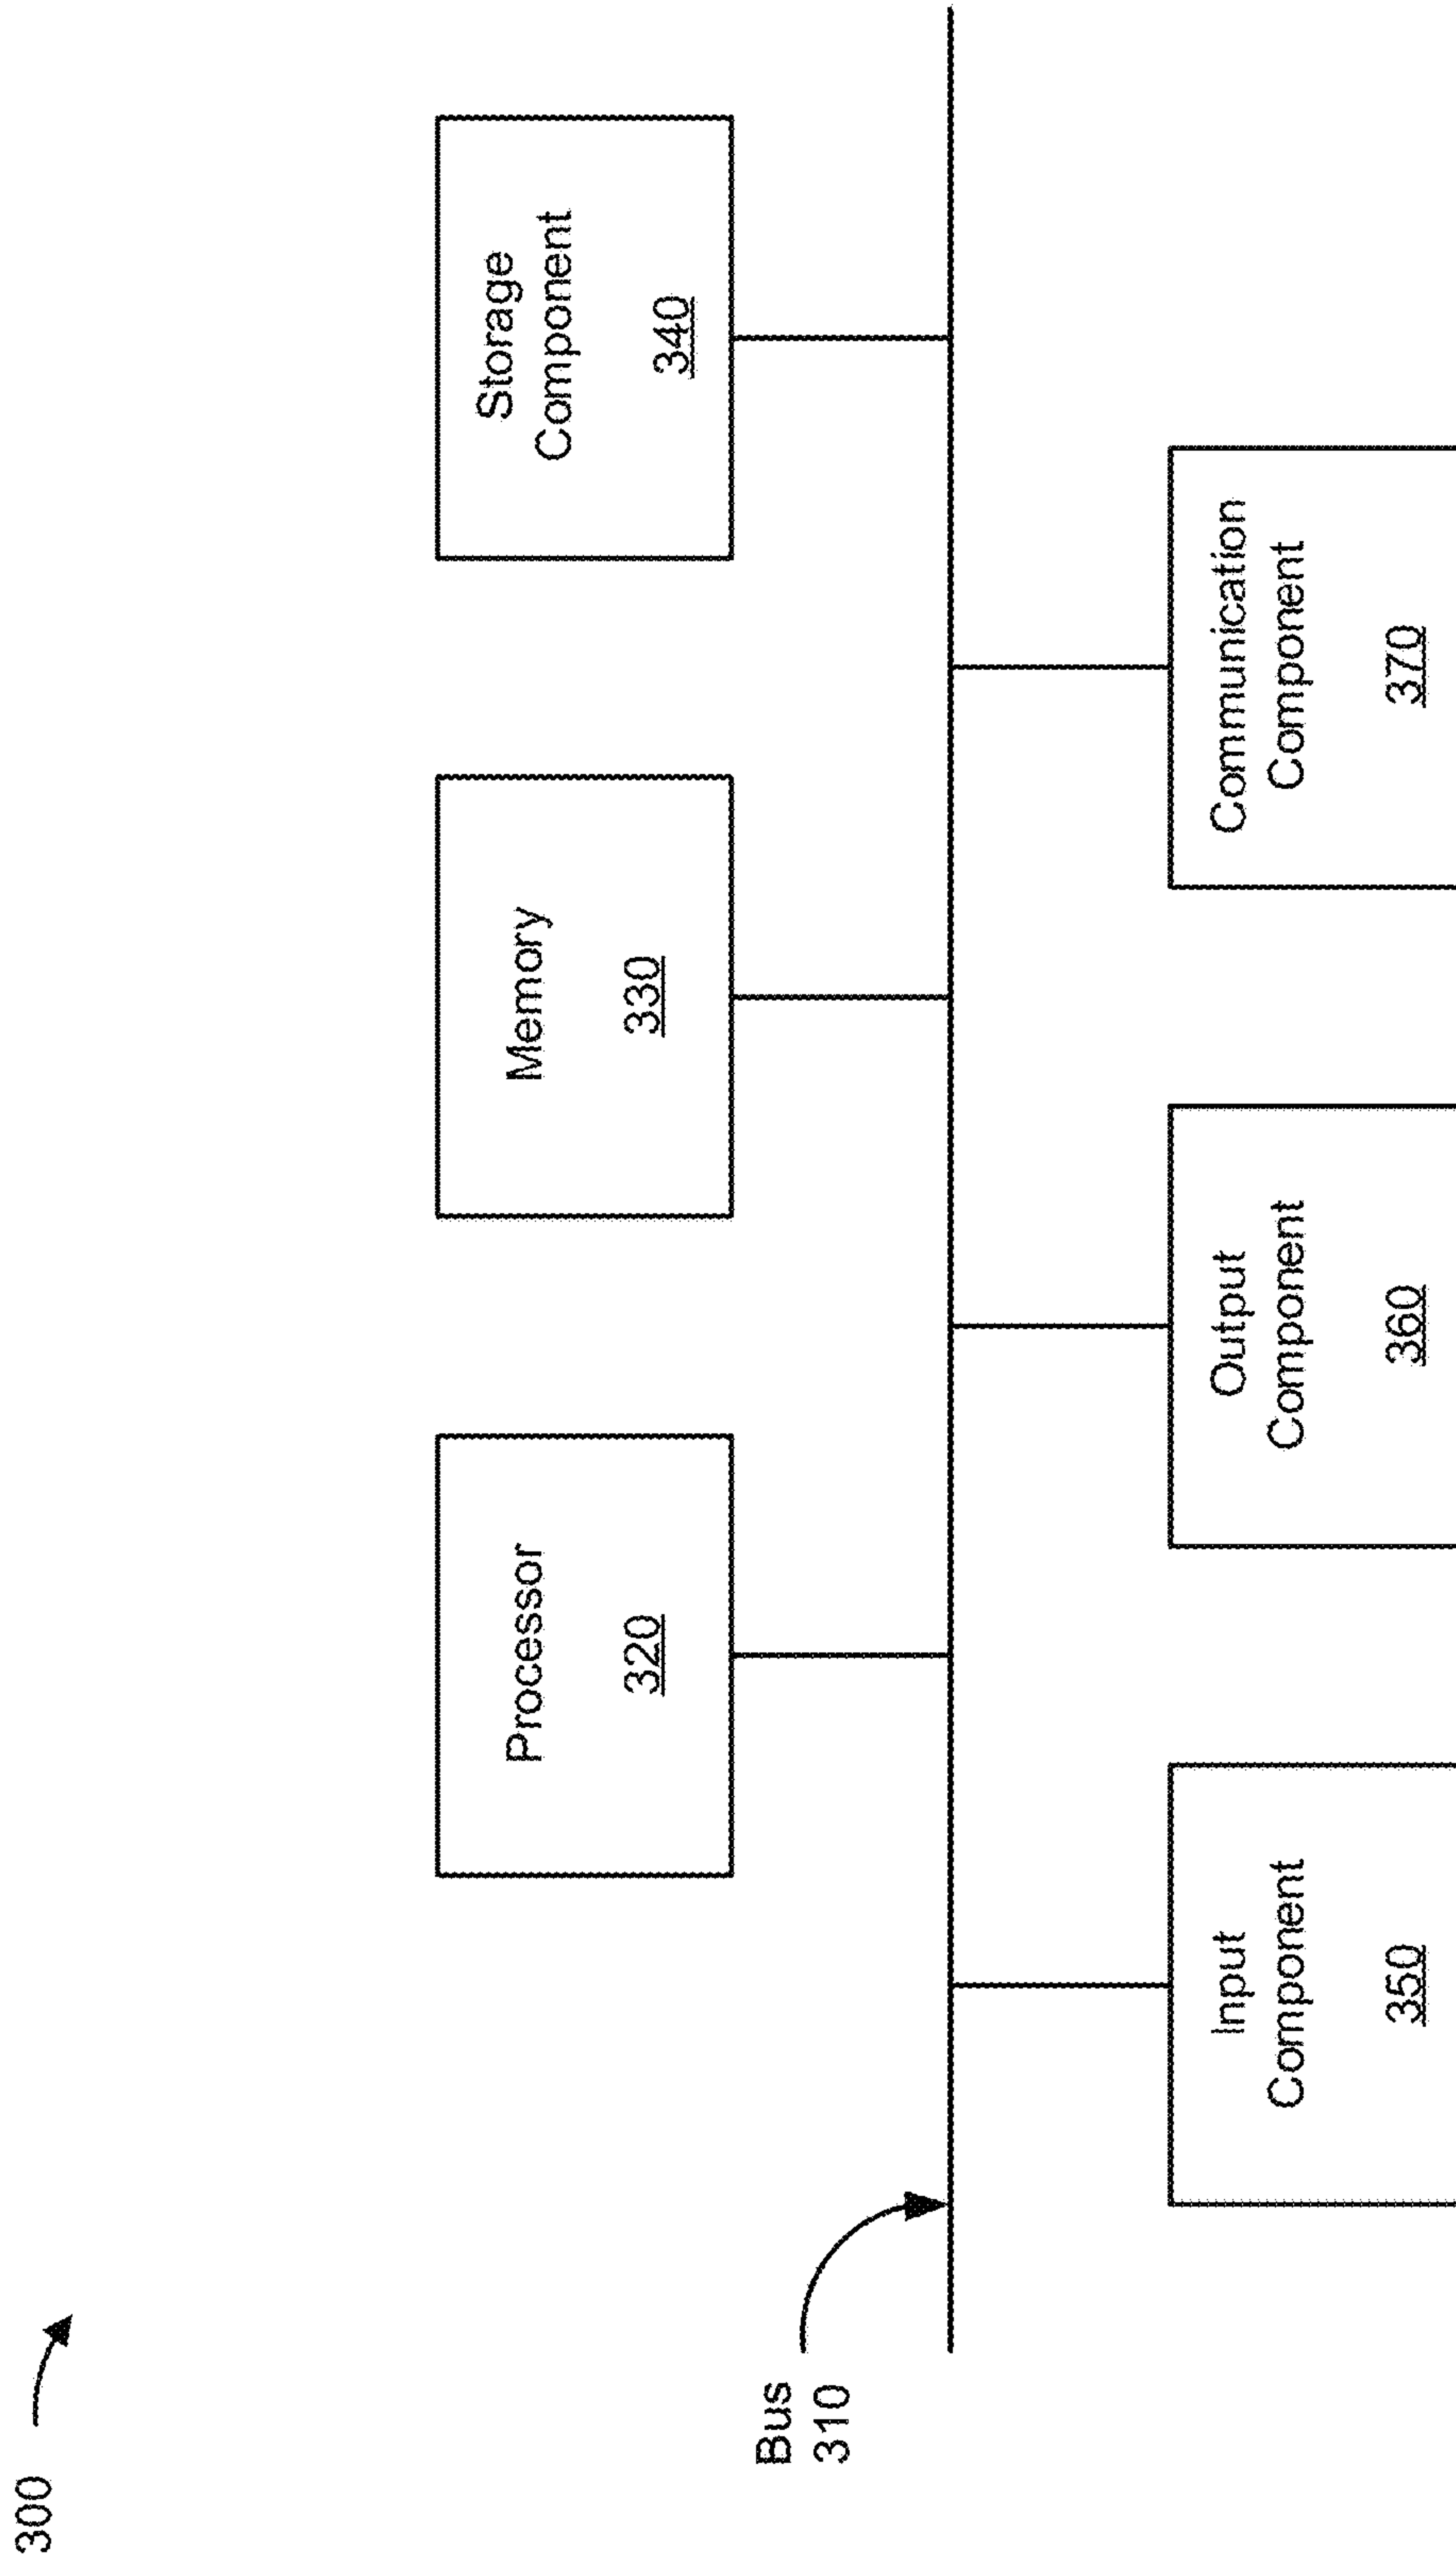 300
Processor
320
Memory
330
Storage
Component
340
Bus
310
Input
Component
350
Output
Component
360
Communication
Component
370